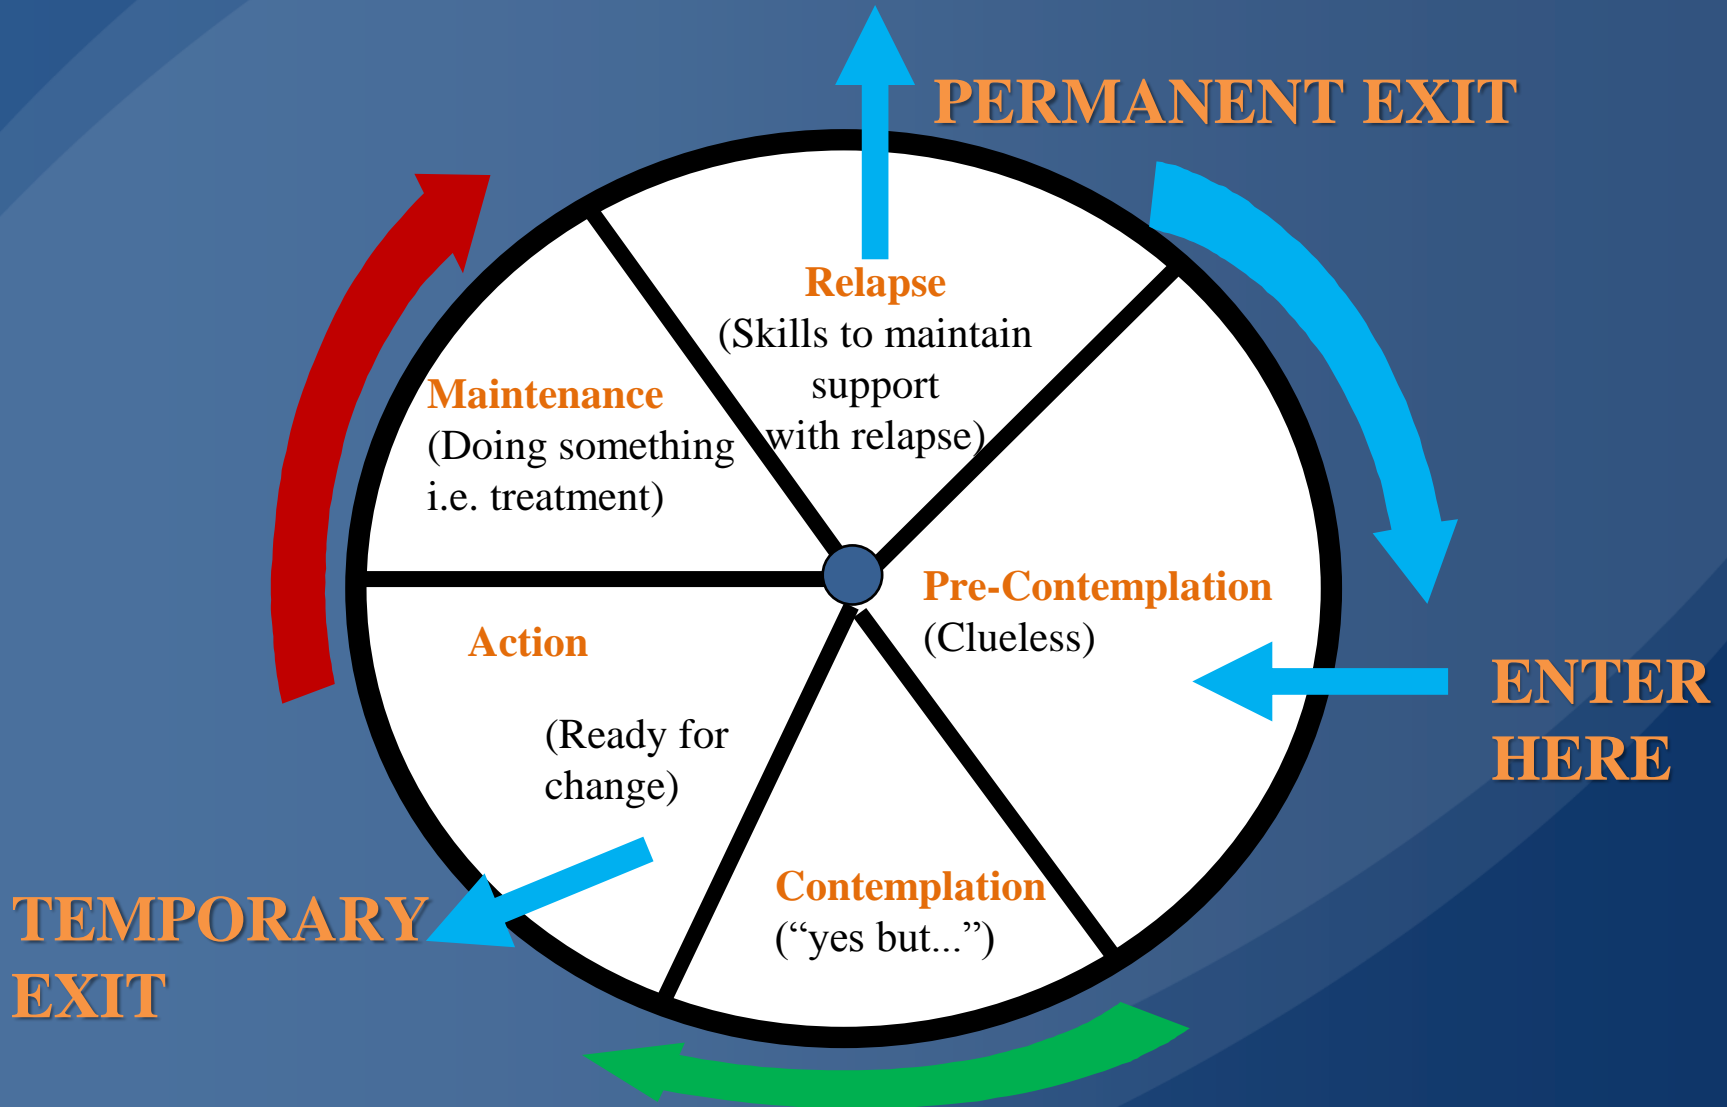 PERMANENT EXIT
Relapse
(Skills to maintain
support
with relapse)
Maintenance
(Doing something
i.e. treatment)
Pre-Contemplation
(Clueless)
ENTER
HERE
Action
(Ready for
change)
Contemplation
(“yes but...”)
TEMPORARY
EXIT